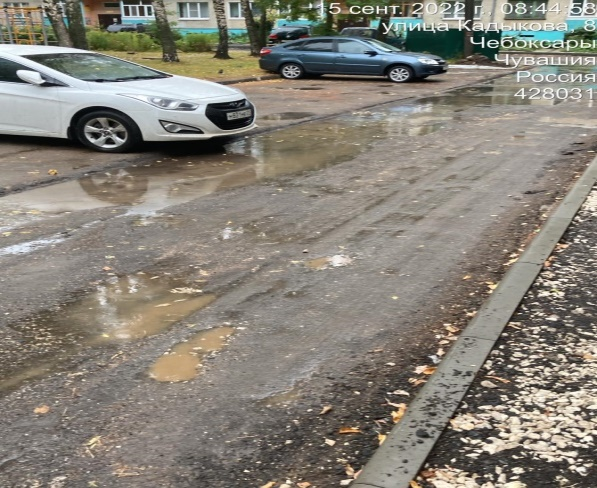 15 сент. 2022 г., 08:44:58
улица Кадыкова, 8
Чебоксары
Чувашия
Россия
428031